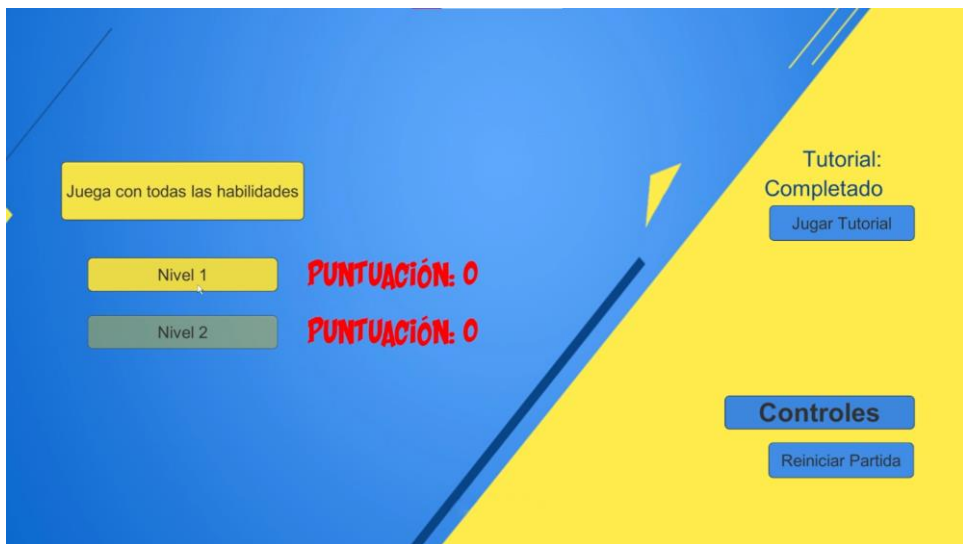 Juega con todas las habilidades
Nivel 1
PUNTUACIÓN: 0
Nivel 2
PUNTUACIÓN: 0
Tutorial:
Completado
Jugar Tutorial
Controles
Reiniciar Partida